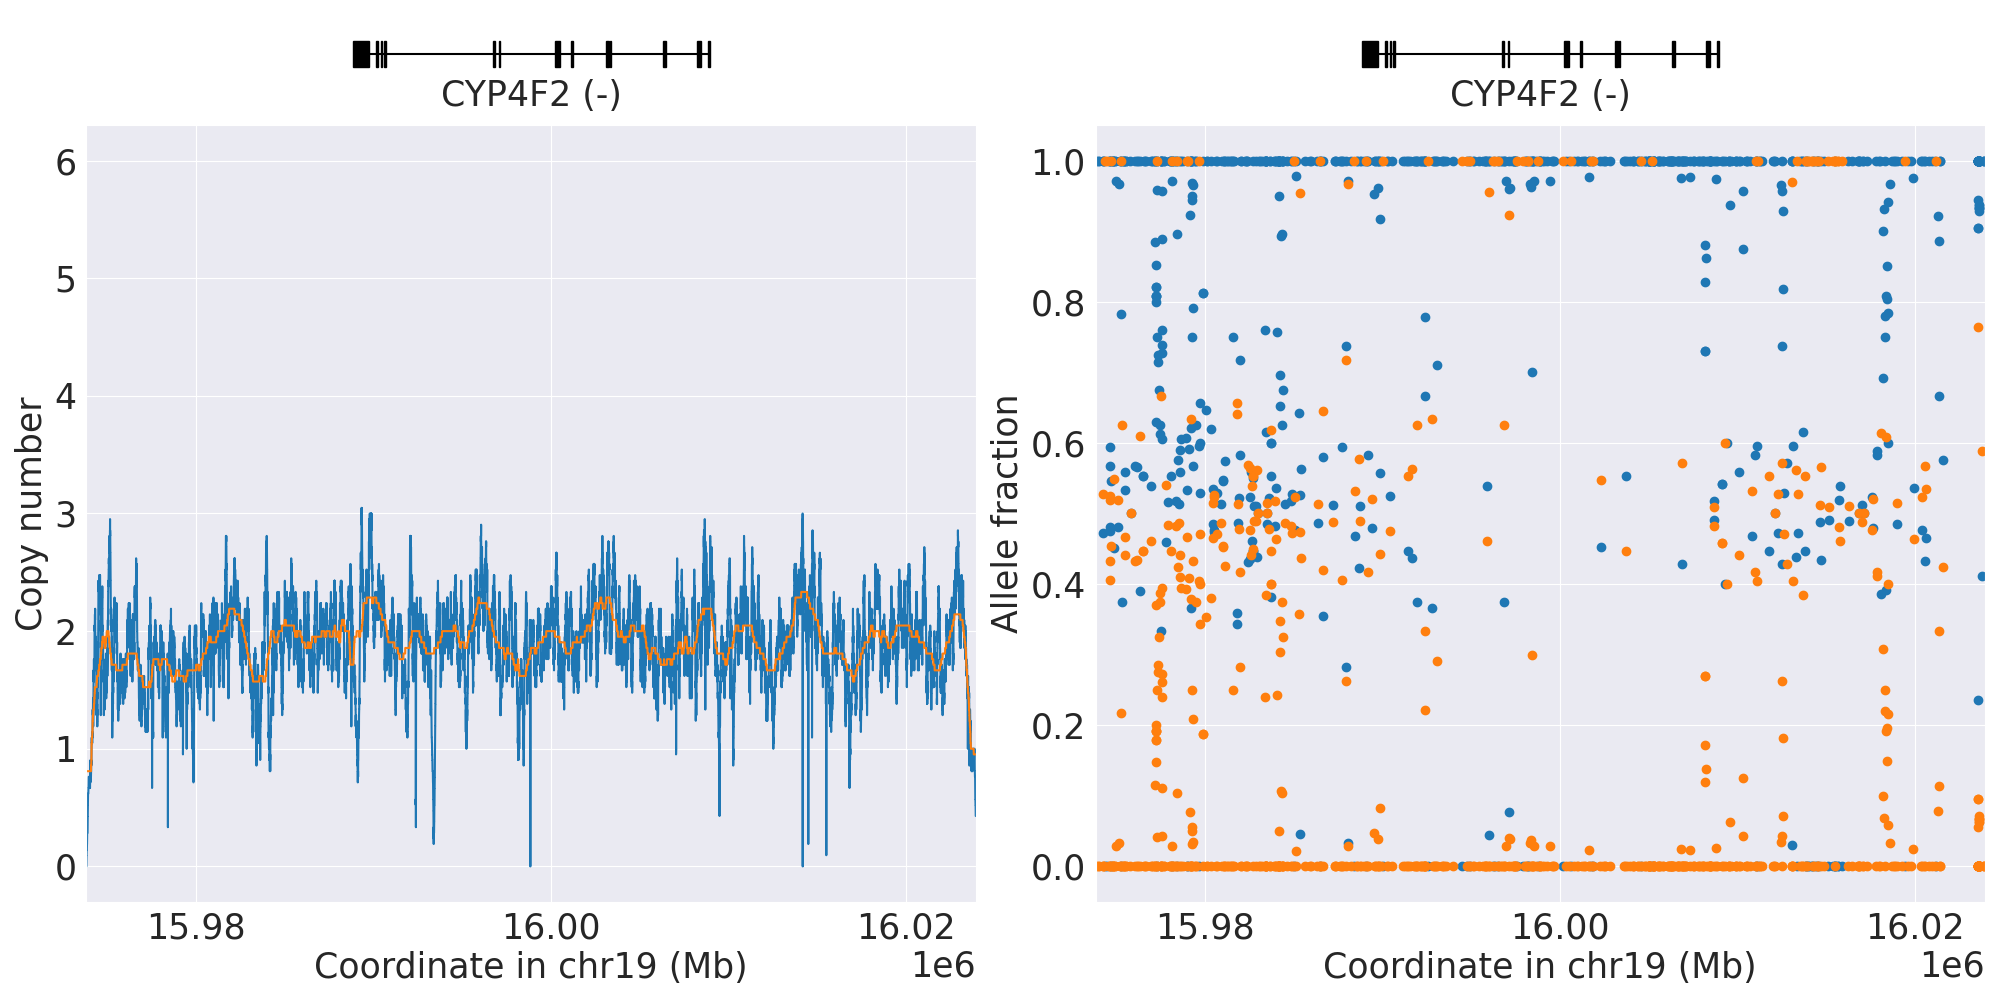 CYP4F2 (-)
CYP4F2 (-)
Copy number
6
5
4
3
2
1
0
15.98
16.00
16.02
1e6
Coordinate in chr19 (Mb)
Allele fraction
1.0
0.8
0.6
0.4
0.2
0.0
15.98
16.00
16.02
1e6
Coordinate in chr19 (Mb)